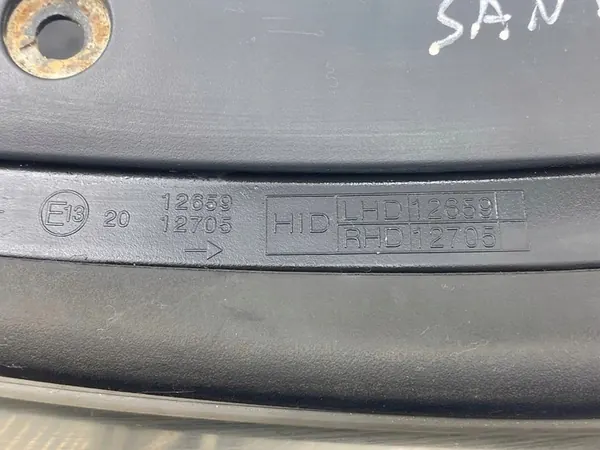 SAN
E13 20 12659
12705
→
HID LHD 12659
RHD 12705